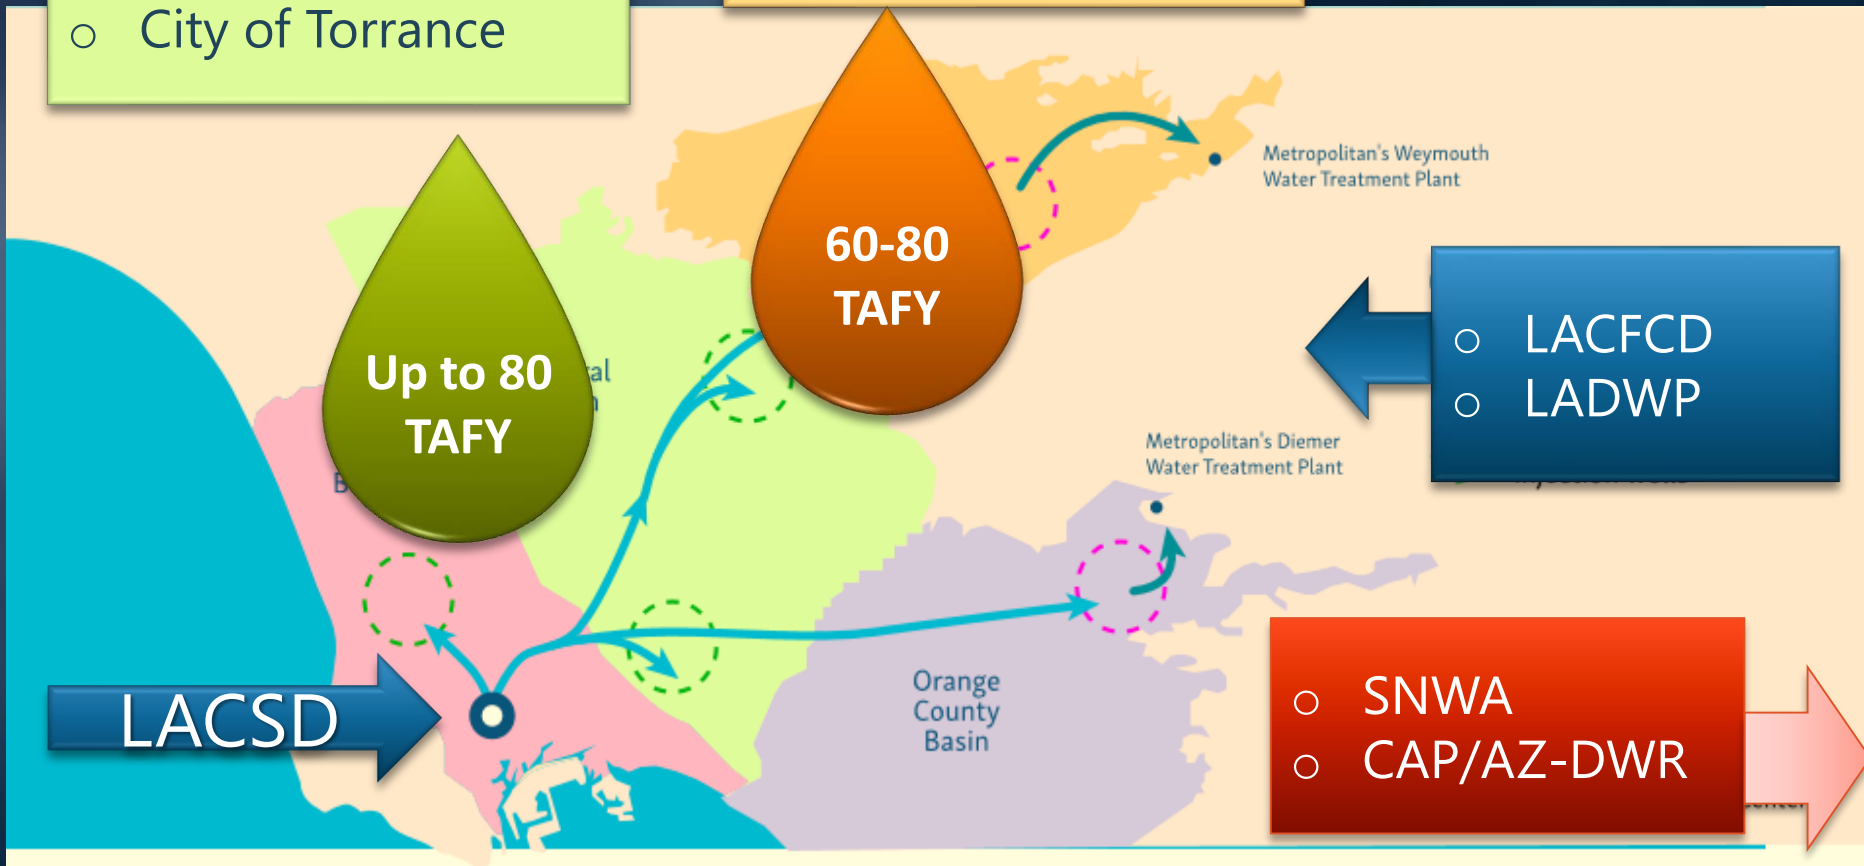 City of Torrance
Metropolitan's Weymouth
Water Treatment Plant
60-80
TAFY
LACFCD
LADWP
Up to 80
TAFY
Metropolitan's Diemer
Water Treatment Plant
LACSD
Orange
County
Basin
SNWA
CAP/AZ-DWR